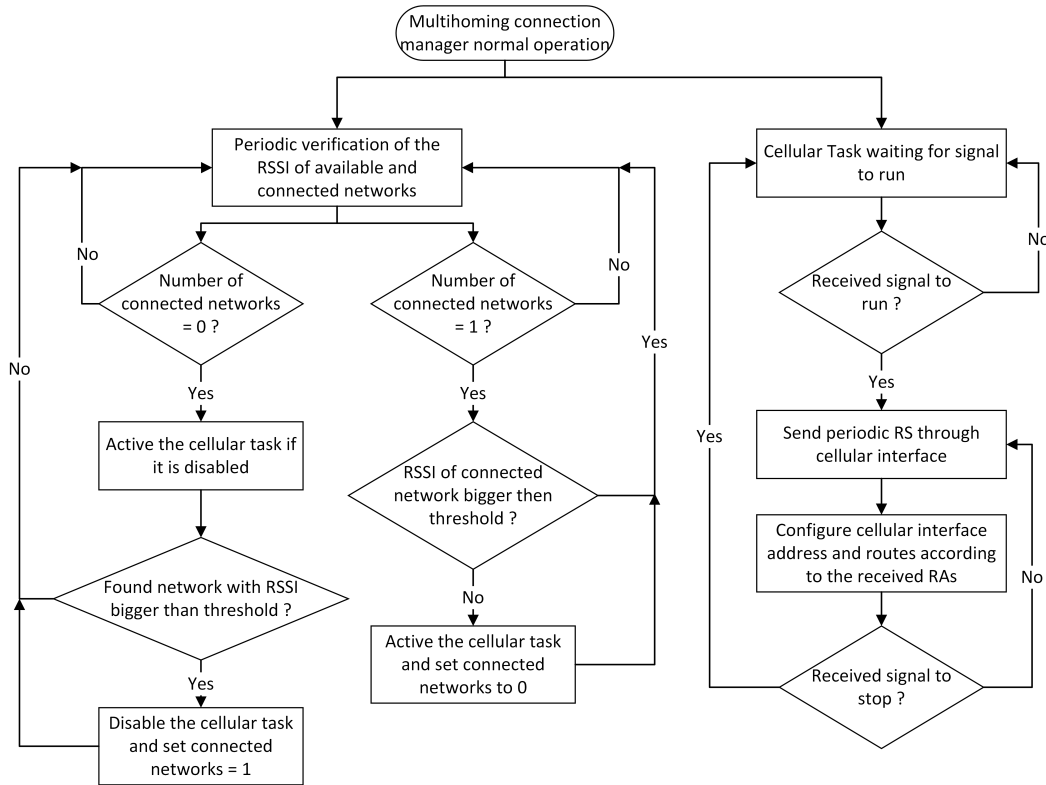 Multihoming connection
manager normal operation
Periodic verification of the
RSSI of available and
connected networks
Cellular Task waiting for signal
to run
No
No
No
Number of
connected networks
= 0 ?
Number of
connected networks
= 1 ?
Received signal to
run ?
No
Yes
Yes
Yes
Yes
Active the cellular task if
it is disabled
RSSI of connected
network bigger then
threshold ?
Send periodic RS through
cellular interface
Yes
Configure cellular interface
address and routes according
to the received RAs
No
Found network with RSSI
bigger than threshold ?
No
Active the cellular task
and set connected
networks to 0
Received signal to
stop ?
Yes
Disable the cellular task
and set connected
networks = 1